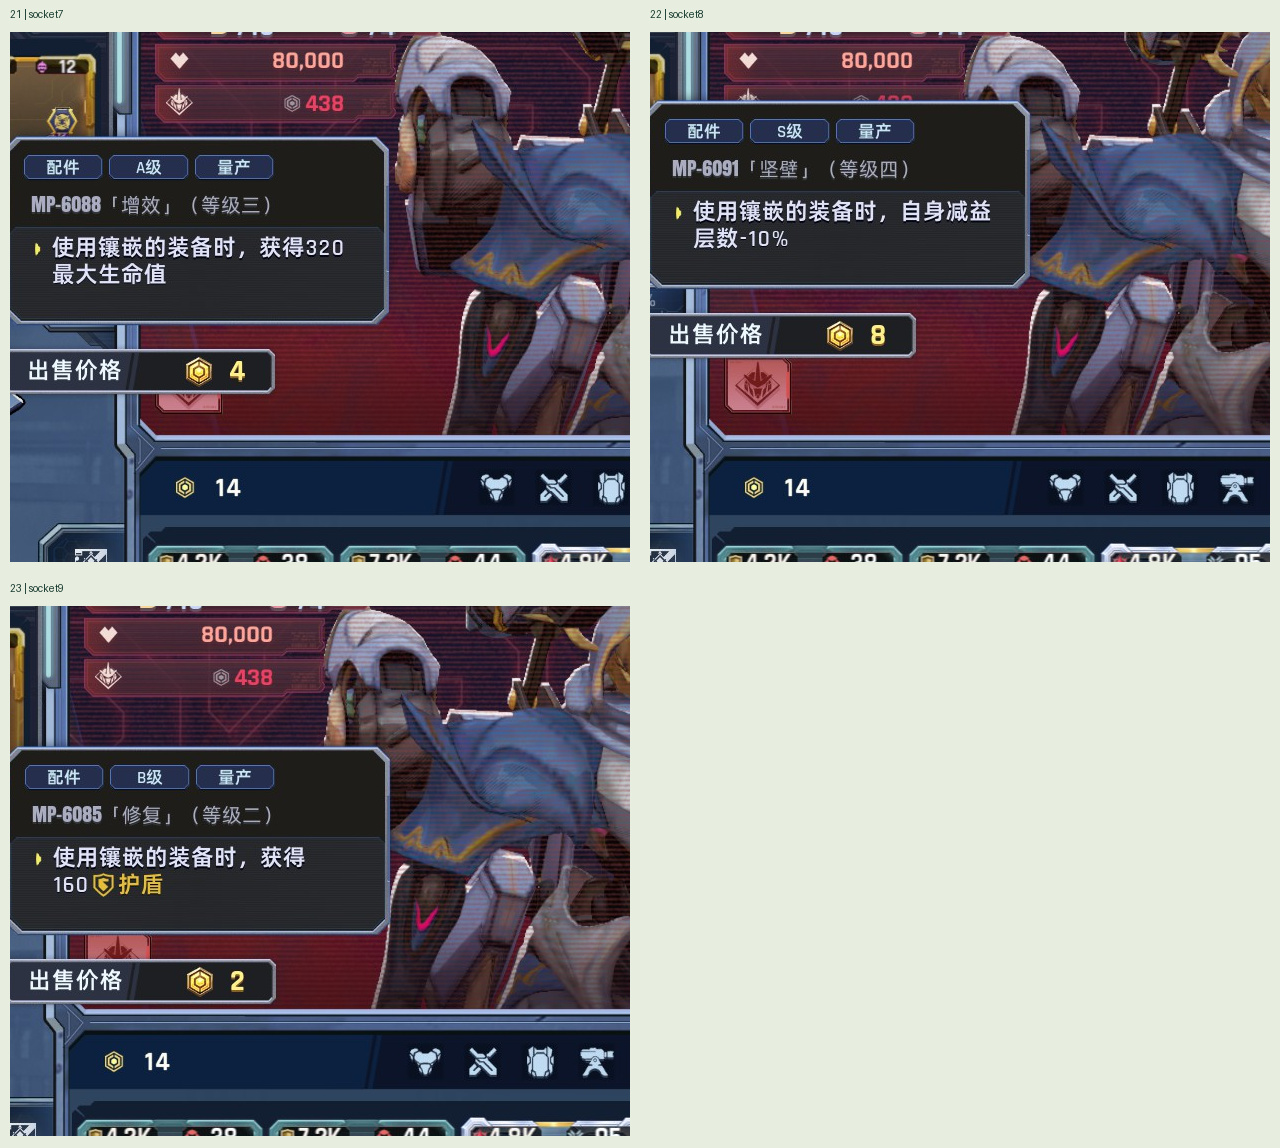 21 | socket7
12
80,000
438
配件 A级 量产
MP-6088「增效」（等级三）
使用镶嵌的装备时，获得320
最大生命值
出售价格 4
14
22 | socket8
80,000
配件 S级 量产
MP-6091「坚壁」（等级四）
使用镶嵌的装备时，自身减益
层数-10%
出售价格 8
14
23 | socket9
80,000
438
配件 B级 量产
MP-6085「修复」（等级二）
使用镶嵌的装备时，获得
160 护盾
出售价格 2
14